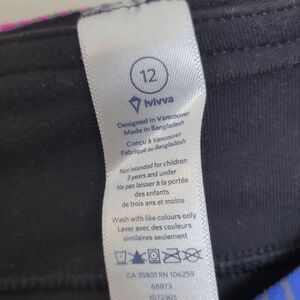 12
ivivva
Designed in Vancouver
Made in Bangladesh
Conçu à Vancouver
Fabriqué au Bangladesh
Not intended for children
3 years and under
Ne pas laisser à la portée
des enfants
de trois ans et moins
Wash with like colours only
Laver avec des couleurs
similaires seulement
CA 35801 RN 106259
68873